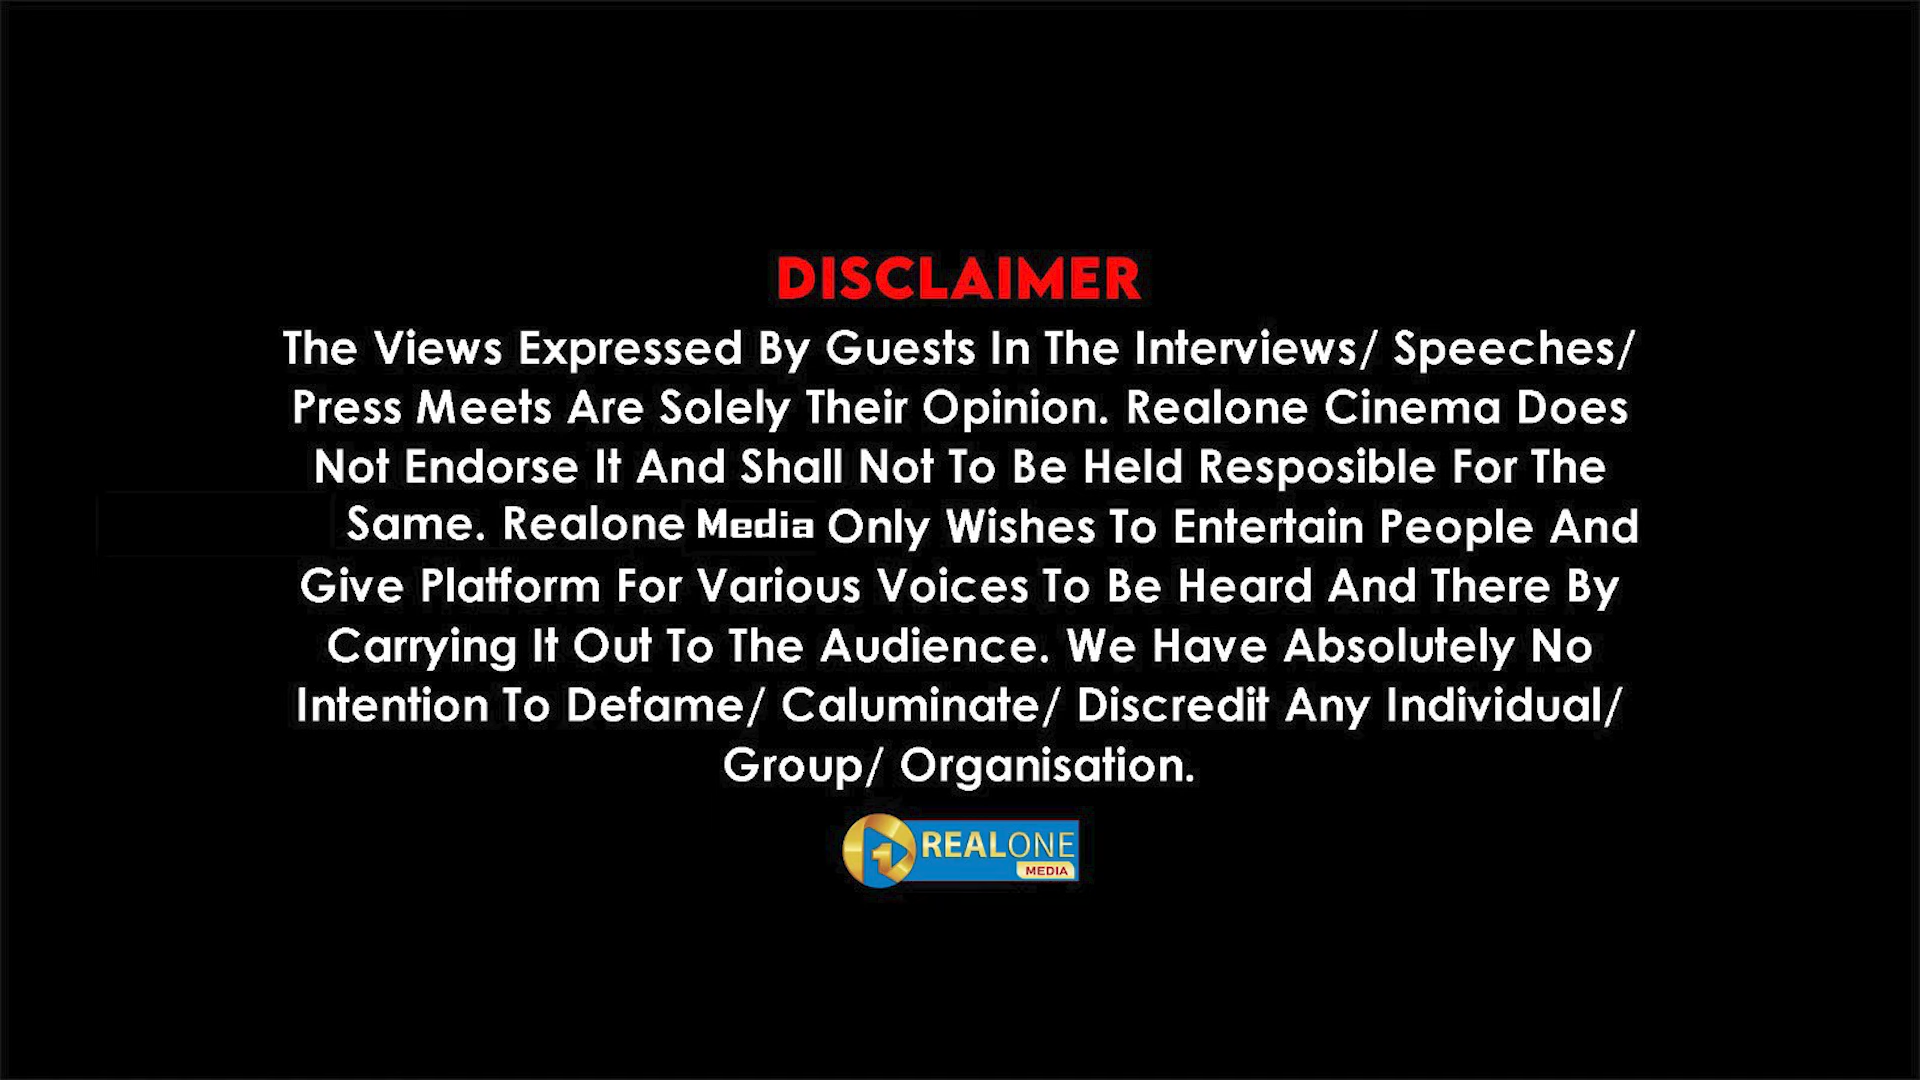 DISCLAIMER
The Views Expressed By Guests In The Interviews/ Speeches/
Press Meets Are Solely Their Opinion. Realone Cinema Does
Not Endorse It And Shall Not To Be Held Resposible For The
Same. Realone Media Only Wishes To Entertain People And
Give Platform For Various Voices To Be Heard And There By
Carrying It Out To The Audience. We Have Absolutely No
Intention To Defame/ Caluminate/ Discredit Any Individual/
Group/ Organisation.
1 REALONE
MEDIA